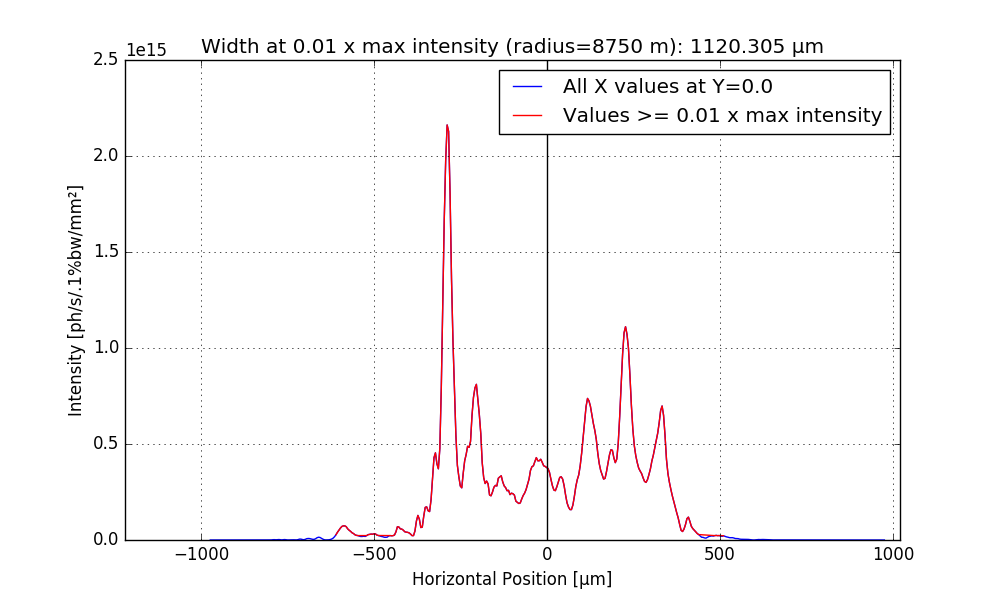 Width at 0.01 x max intensity (radius=8750 m): 1120.305 µm
1e15
2.5
2.0
1.5
1.0
0.5
0.0
Intensity [ph/s/.1%bw/mm²]
All X values at Y=0.0
Values >= 0.01 x max intensity
−1000
−500
0
500
1000
Horizontal Position [µm]